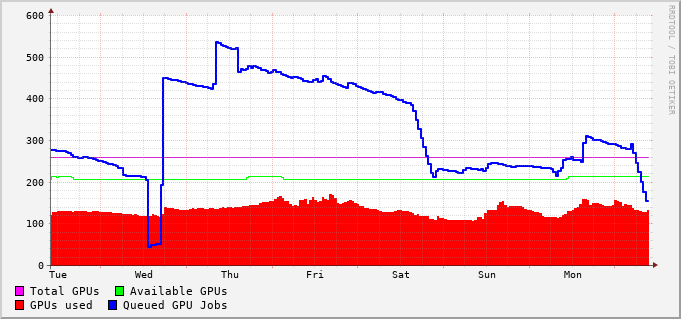 600
500
400
300
200
100
0
Tue Wed Thu Fri Sat Sun Mon
Total GPUs Available GPUs
GPUs used Queued GPU Jobs
RRDTOOL / TOBI OETIKER